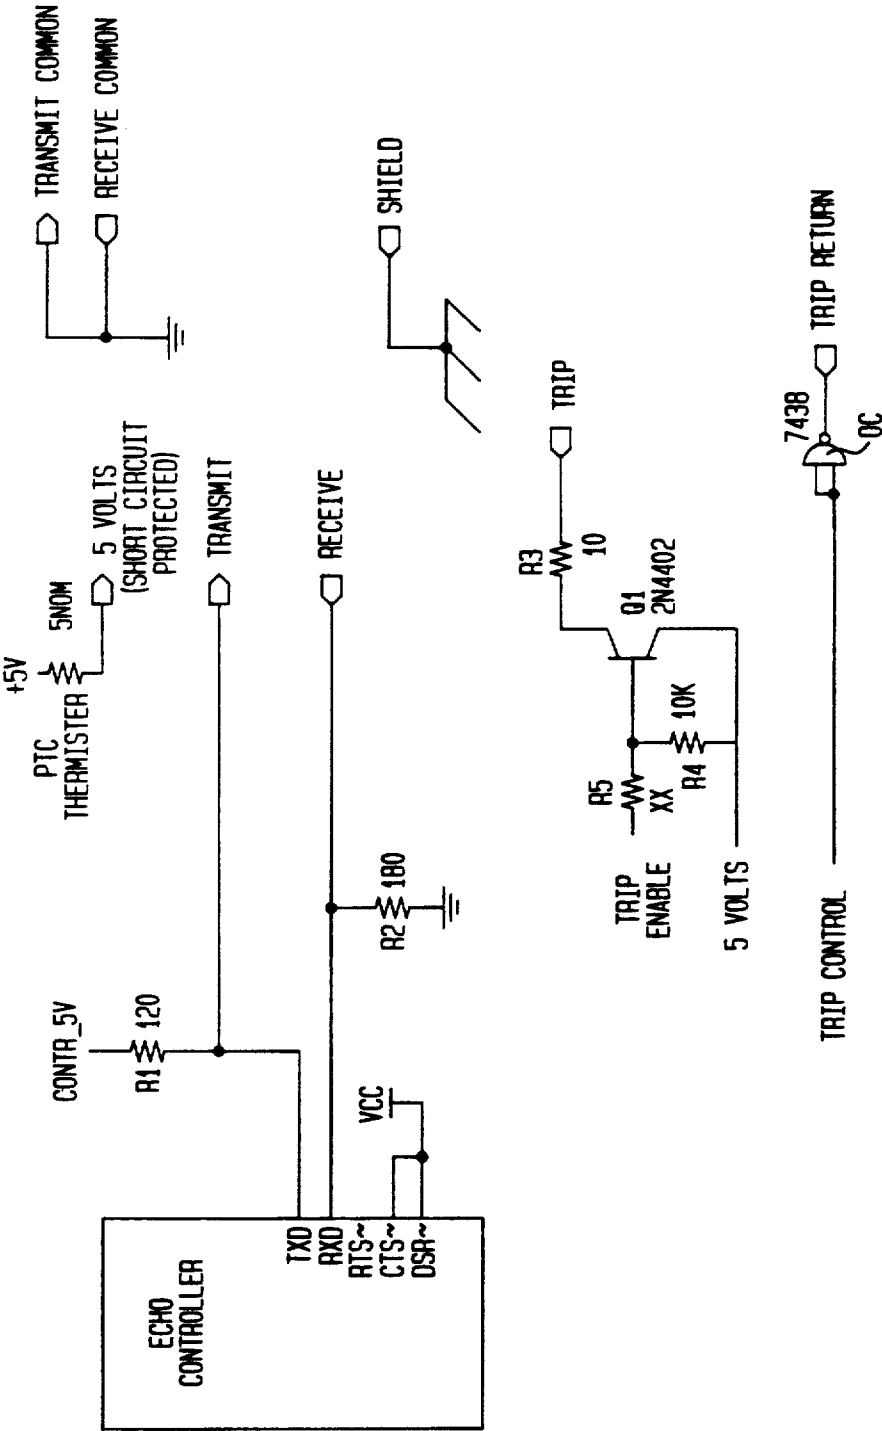 TRANSMIT COMMON
RECEIVE COMMON
+5V
PTC
THERMISTER
5NOM
5 VOLTS
(SHORT CIRCUIT
PROTECTED)
CONTR_5V
R1
120
TRANSMIT
RECEIVE
R2
180
VCC
ECHO
CONTROLLER
TXD
RXD
RTS~
CTS~
DSR~
SHIELD
TRIP
ENABLE
R5
XX
R4
10K
5 VOLTS
Q1
2N4402
R3
10
TRIP
TRIP CONTROL
7438
OC
TRIP RETURN